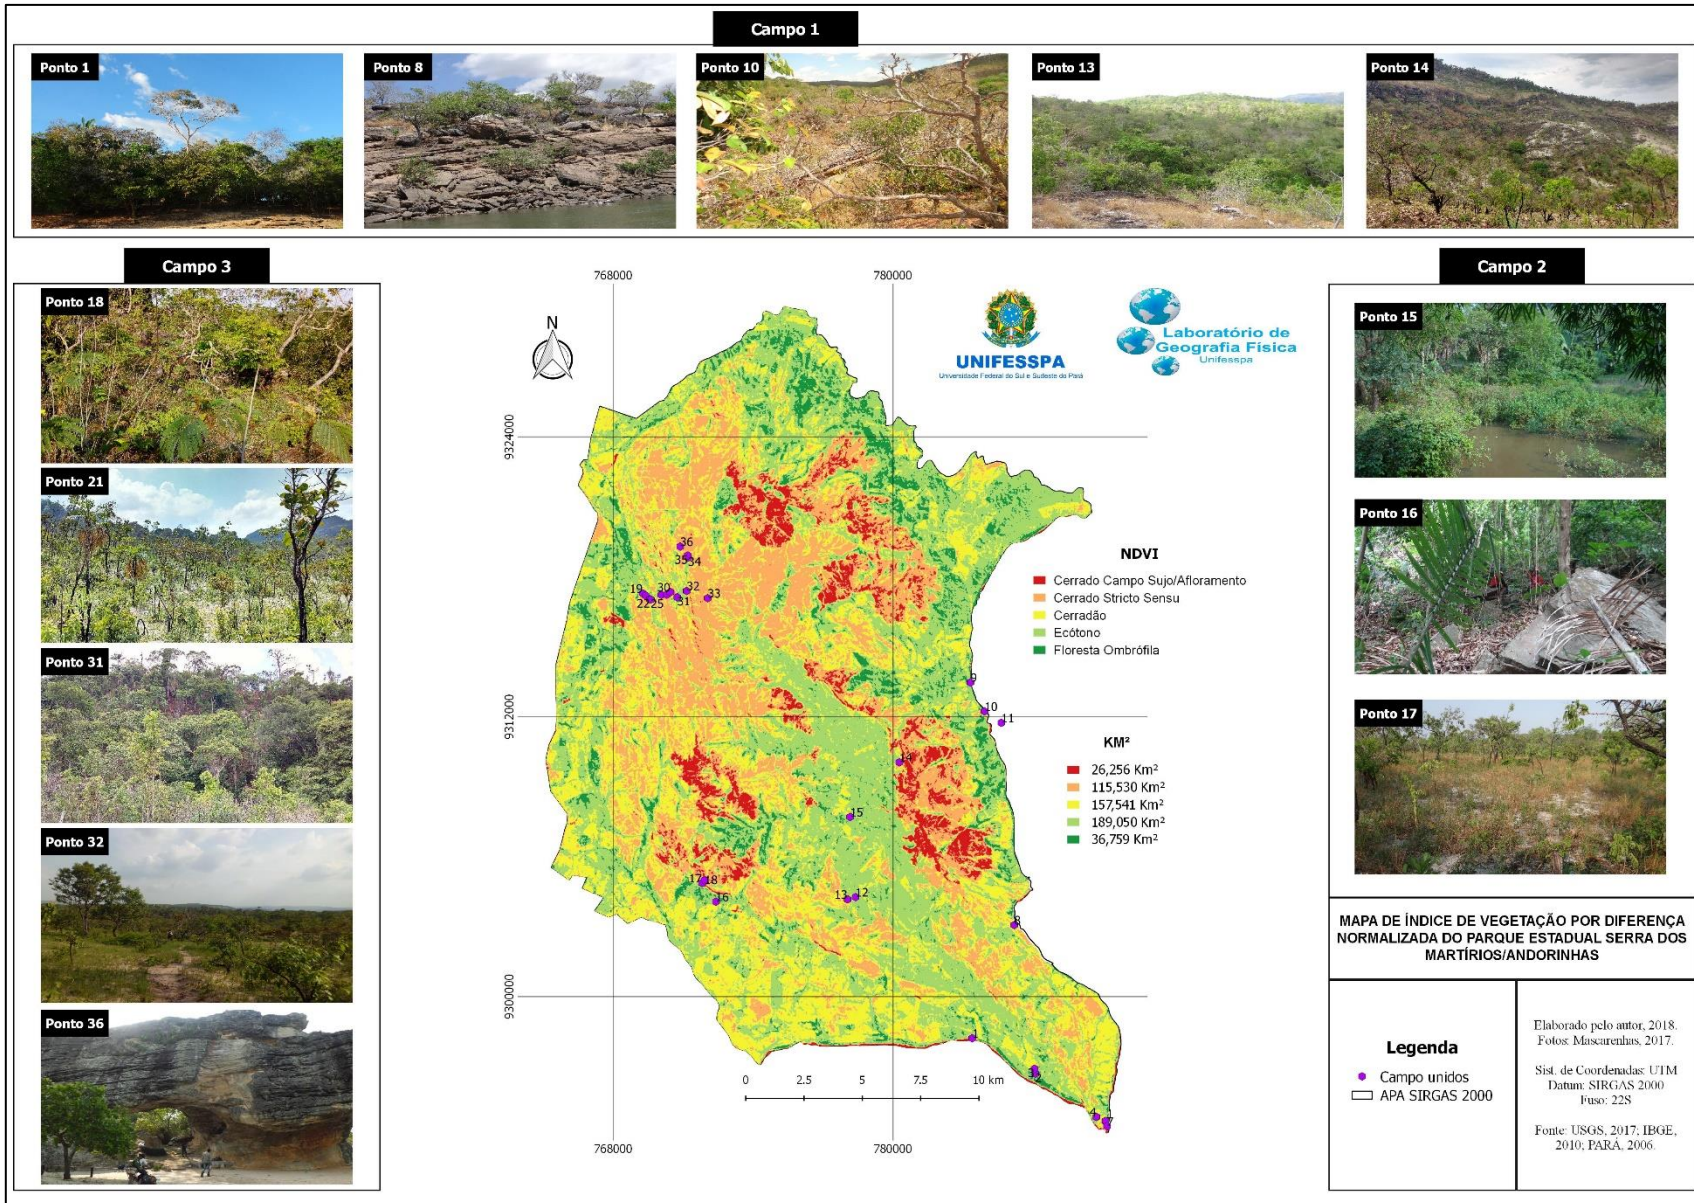 Campo 1
Ponto 1
Ponto 8
Ponto 10
Ponto 13
Ponto 14
Campo 3
Ponto 18
Ponto 21
Ponto 31
Ponto 32
Ponto 36
768000
780000
N
UNIFESSPA
Universidade Federal do Sul e Sudeste do Pará
Laboratório de
Geografia Física
Unifesspa
9324000
9312000
9300000
NDVI
Cerrado Campo Sujo/Afloramento
Cerrado Stricto Sensu
Cerradão
Ecótono
Floresta Ombrófila
KM²
26,256 Km²
115,530 Km²
157,541 Km²
189,050 Km²
36,759 Km²
36
35
34
19
30
32
22
25
31
33
9
10
11
14
15
17
18
16
13
12
8
1
3
2
4
7
0
2.5
5
7.5
10 km
768000
780000
Campo 2
Ponto 15
Ponto 16
Ponto 17
MAPA DE ÍNDICE DE VEGETAÇÃO POR DIFERENÇA
NORMALIZADA DO PARQUE ESTADUAL SERRA DOS
MARTÍRIOS/ANDORINHAS
Legenda
Campo unidos
APA SIRGAS 2000
Elaborado pelo autor, 2018.
Fotos: Mascarenhas, 2017.
Sist. de Coordenadas: UTM
Datum: SIRGAS 2000
Fuso: 22S
Fonte: USGS, 2017; IBGE,
2010; PARÁ, 2006.